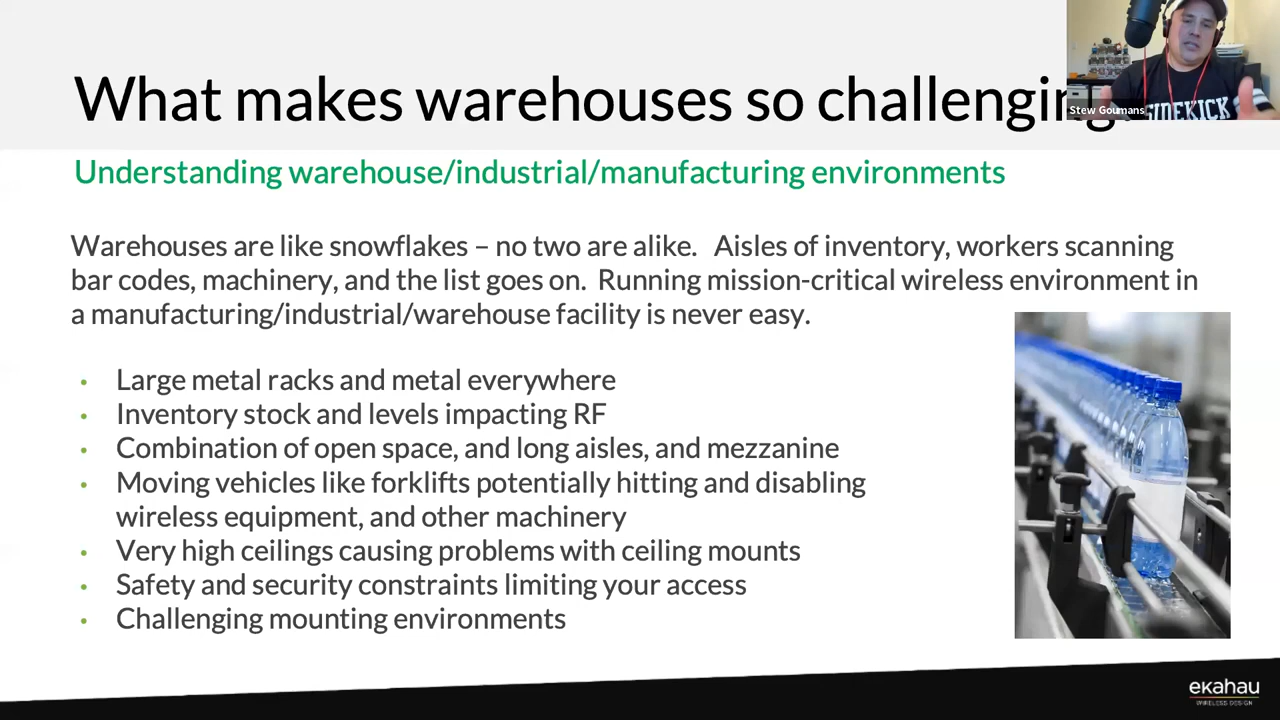 What makes warehouses so challenging
Stew Goumans
SIDEKICK
Understanding warehouse/industrial/manufacturing environments
Warehouses are like snowflakes – no two are alike. Aisles of inventory, workers scanning
bar codes, machinery, and the list goes on. Running mission-critical wireless environment in
a manufacturing/industrial/warehouse facility is never easy.
• Large metal racks and metal everywhere
• Inventory stock and levels impacting RF
• Combination of open space, and long aisles, and mezzanine
• Moving vehicles like forklifts potentially hitting and disabling
wireless equipment, and other machinery
• Very high ceilings causing problems with ceiling mounts
• Safety and security constraints limiting your access
• Challenging mounting environments
ekahau
WIRELESS DESIGN